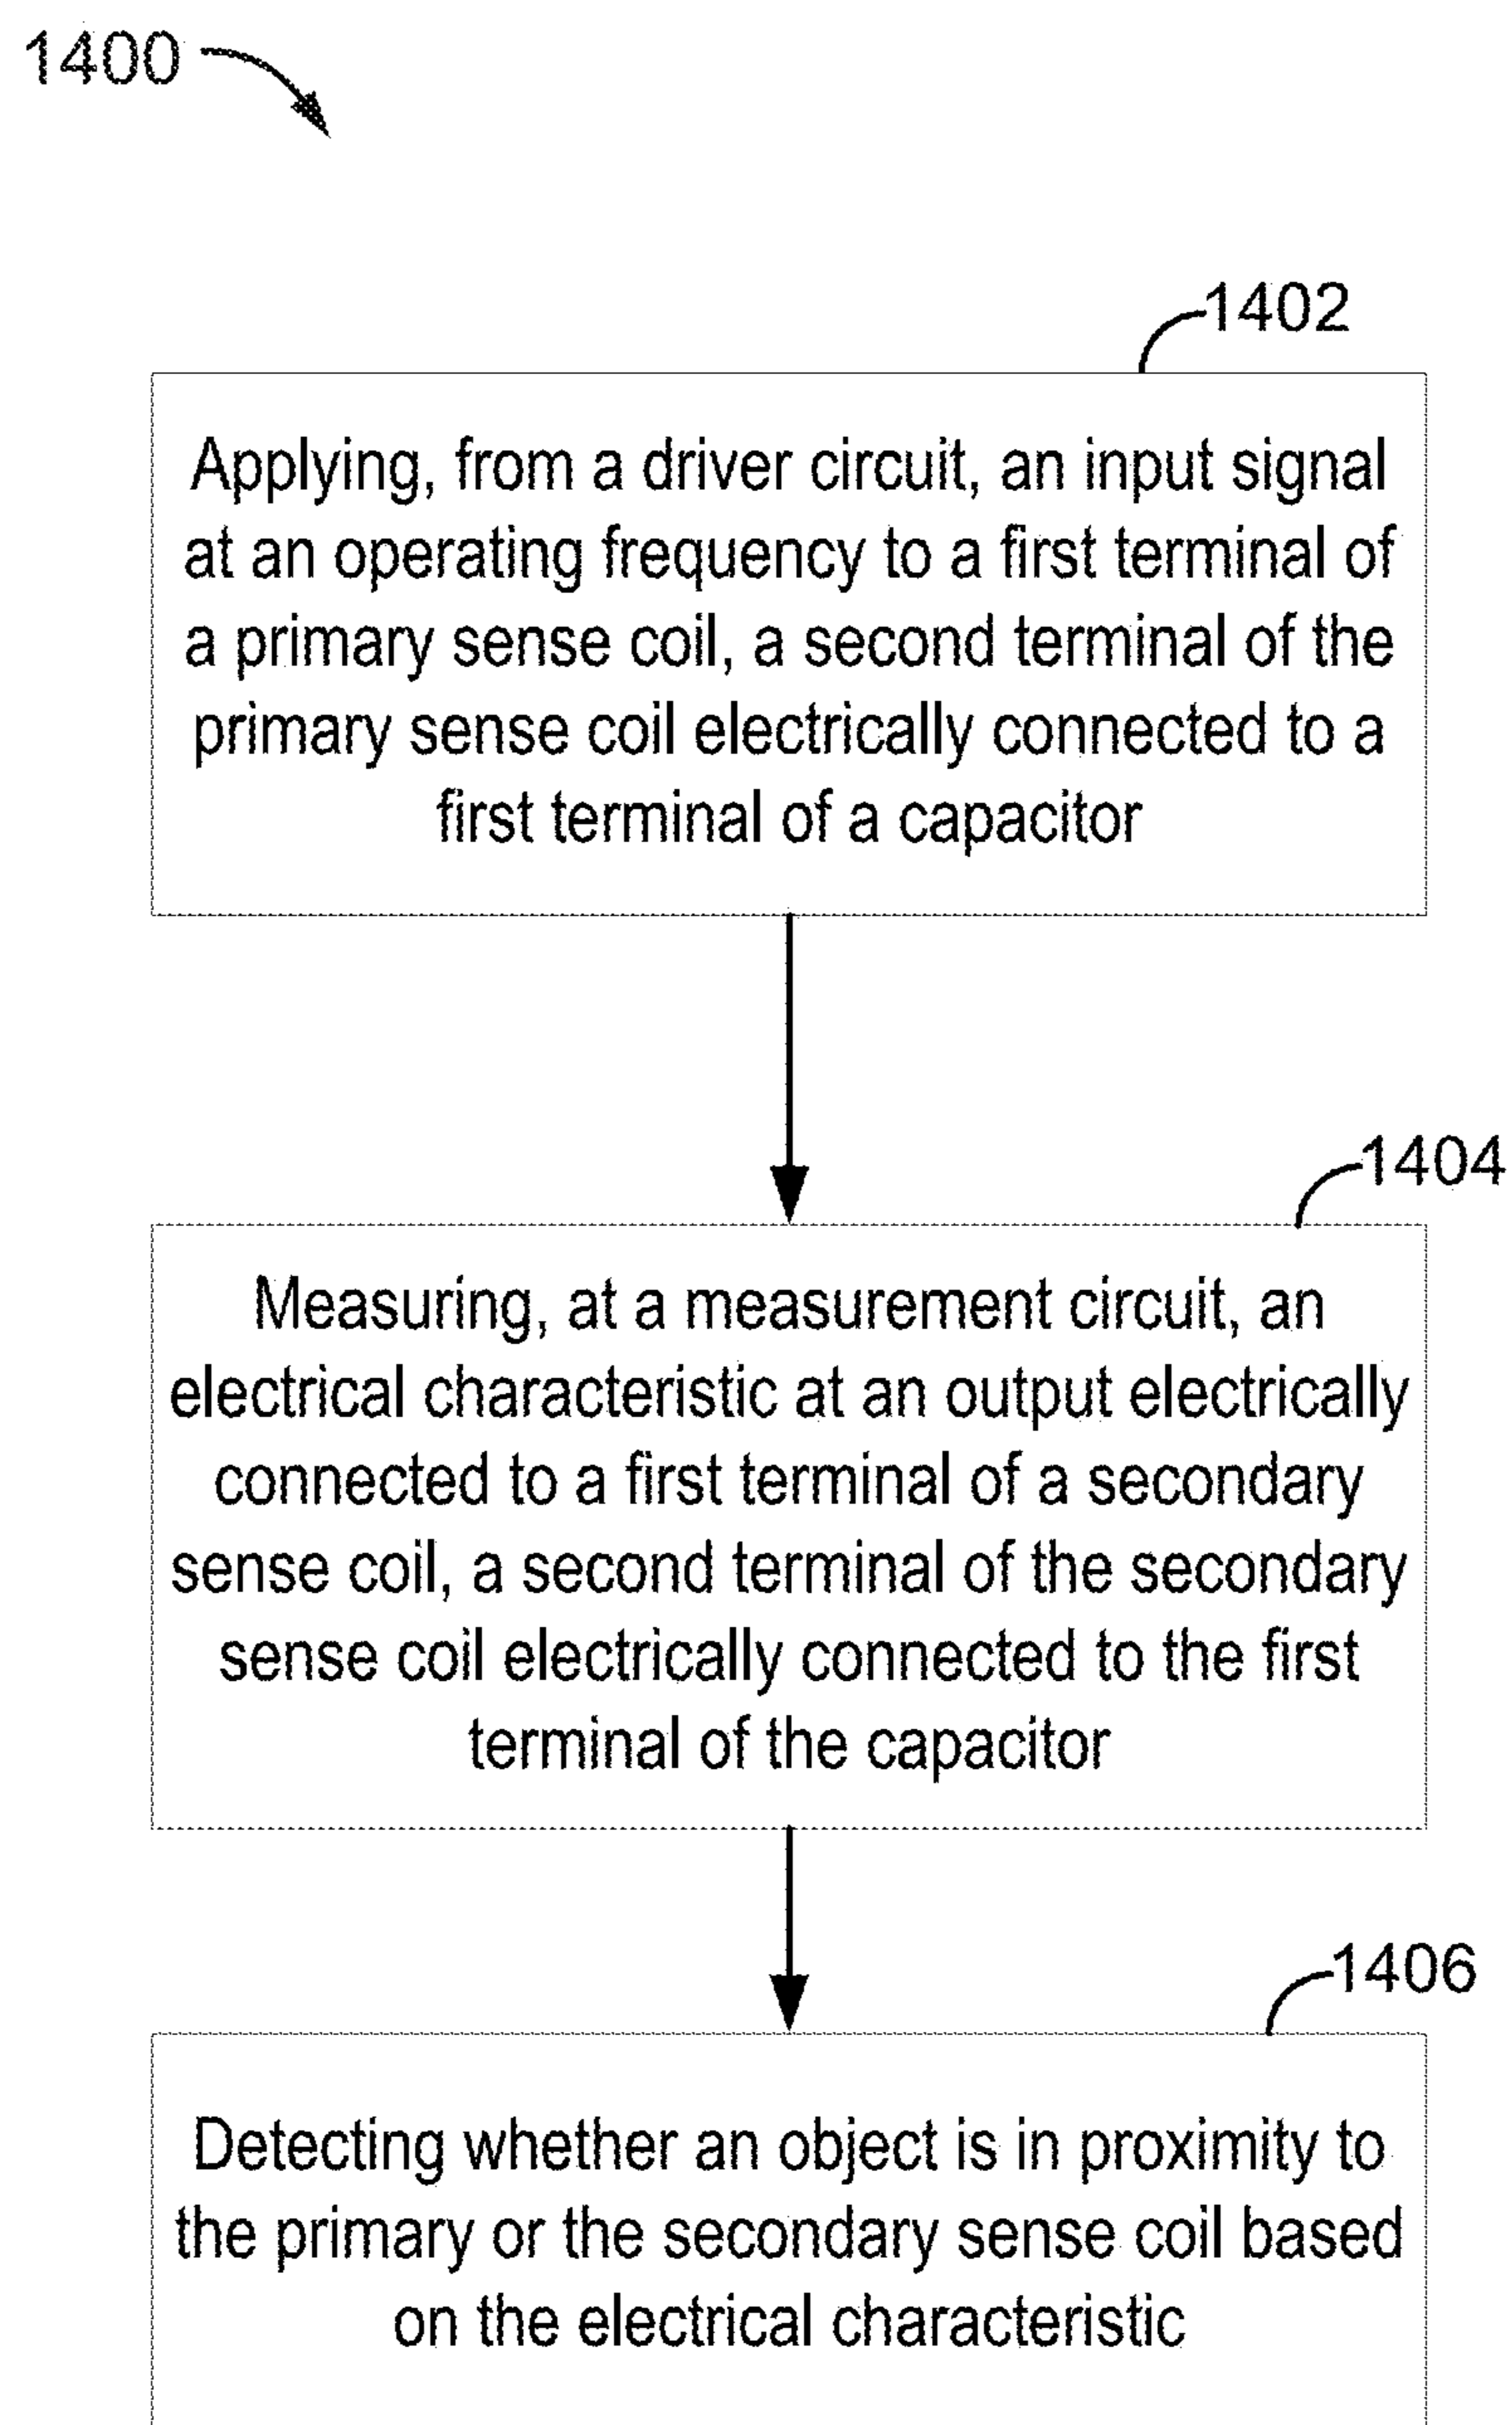 1400
1402
Applying, from a driver circuit, an input signal
at an operating frequency to a first terminal of
a primary sense coil, a second terminal of the
primary sense coil electrically connected to a
first terminal of a capacitor
1404
Measuring, at a measurement circuit, an
electrical characteristic at an output electrically
connected to a first terminal of a secondary
sense coil, a second terminal of the secondary
sense coil electrically connected to the first
terminal of the capacitor
1406
Detecting whether an object is in proximity to
the primary or the secondary sense coil based
on the electrical characteristic